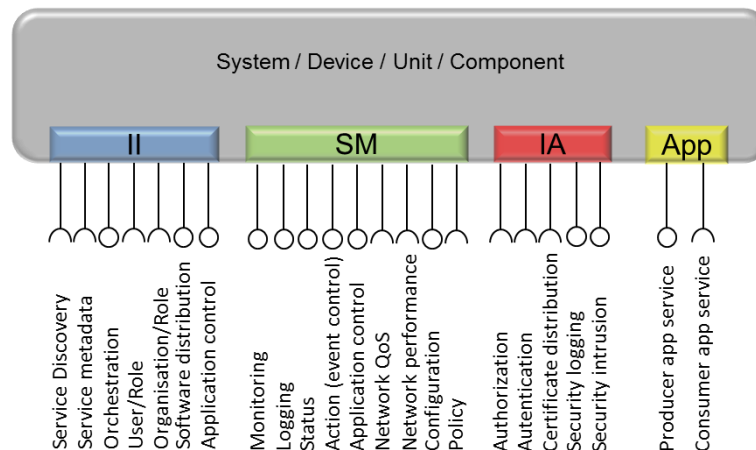 System / Device / Unit / Component
II
SM
IA
App
Service Discovery
Service metadata
Orchestration
User/Role
Organisation/Role
Software distribution
Application control
Monitoring
Logging
Status
Action (event control)
Application control
Network QoS
Network performance
Configuration
Policy
Authorization
Autentication
Certificate distribution
Security logging
Security intrusion
Producer app service
Consumer app service